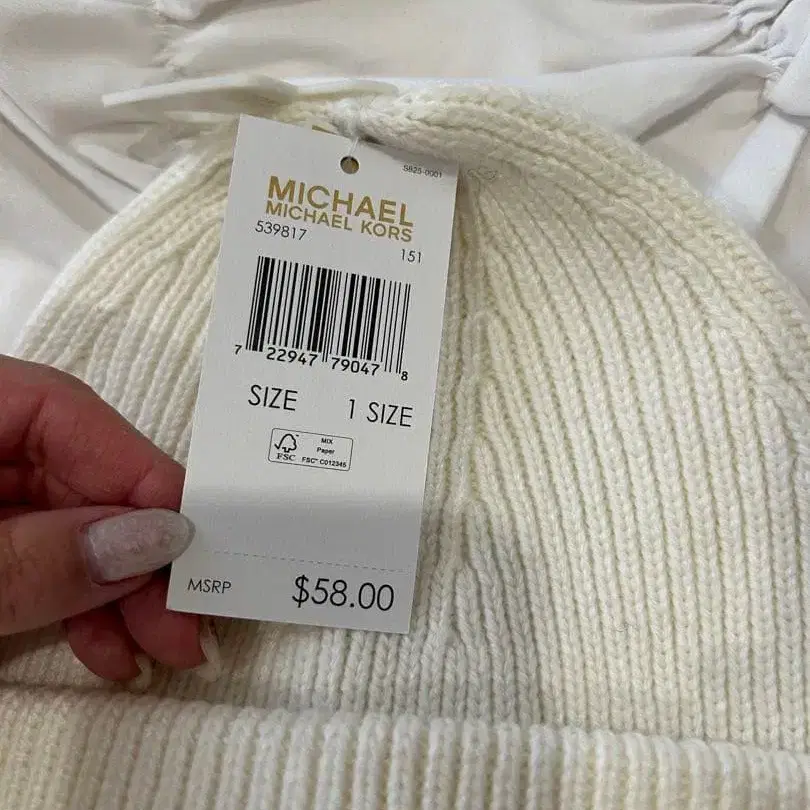 S825-0001
MICHAEL
MICHAEL KORS
539817
151
7 22947 79047 8
SIZE 1 SIZE
FSC
MIX
Paper
FSC® C012345
MSRP $58.00